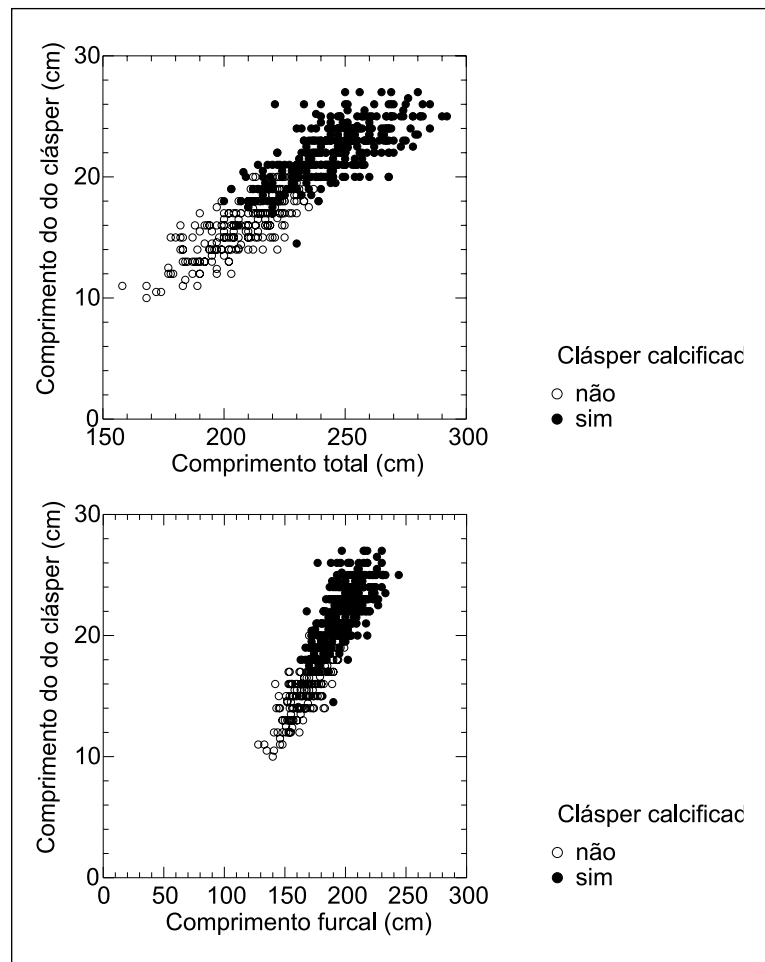 30
20
10
0
Comprimento do do clásper (cm)
150
200
250
300
Comprimento total (cm)
Clásper calcificad
não
sim
30
20
10
0
Comprimento do do clásper (cm)
0
50
100
150
200
250
300
Comprimento furcal (cm)
Clásper calcificad
não
sim